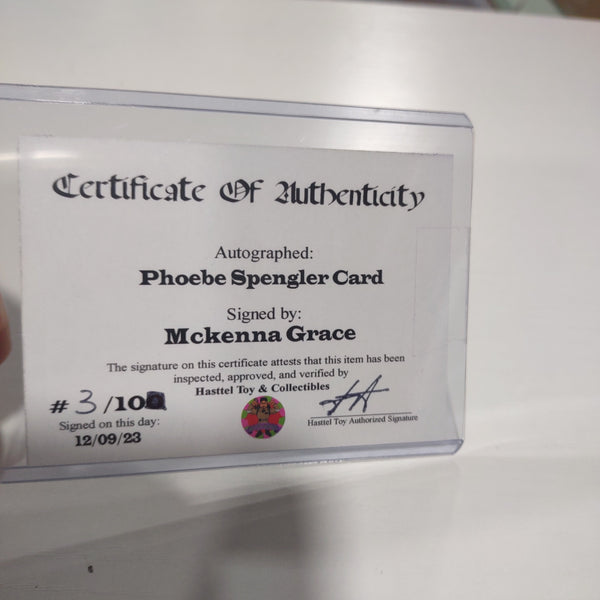 Certificate Of Authenticity
Autographed:
Phoebe Spengler Card
Signed by:
Mckenna Grace
The signature on this certificate attests that this item has been
inspected, approved, and verify by
Hasttel Toy & Collectibles
# 3 /10
Signed on this day:
12/09/23
Hasttel Toy Authorized Signature